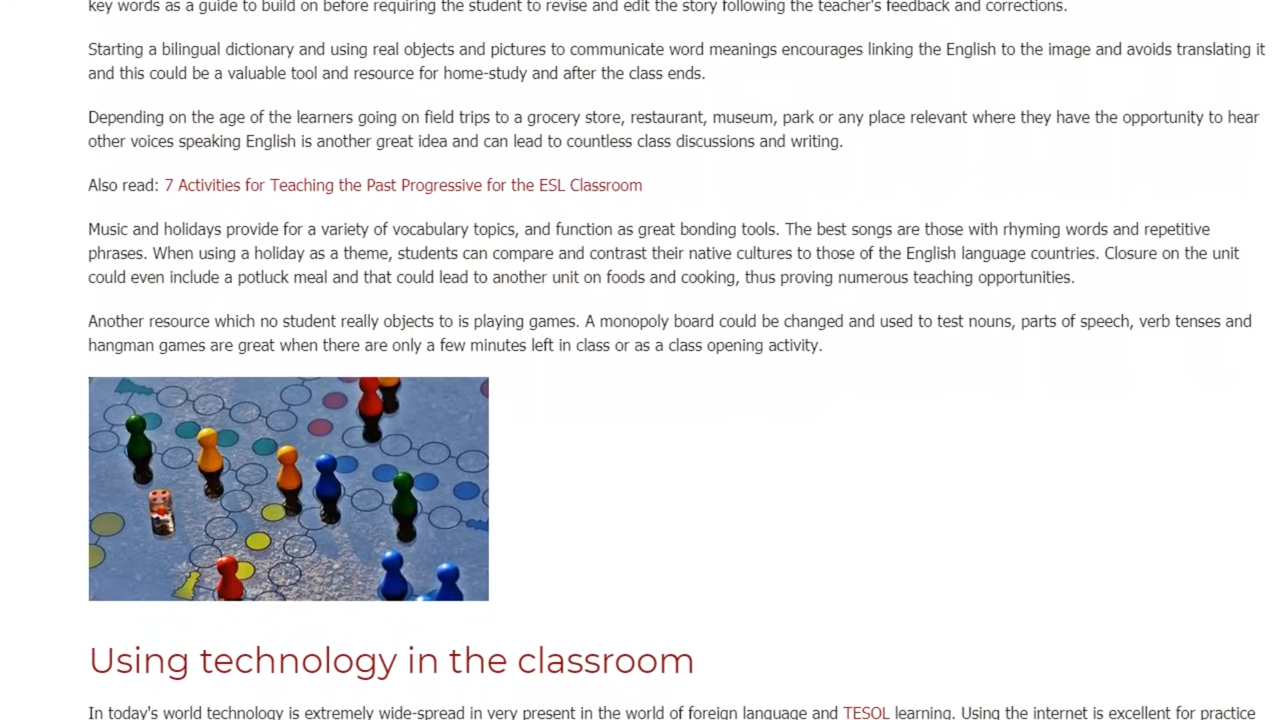 key words as a guide to build on before requiring the student to revise and edit the story following the teacher's feedback and corrections.
Starting a bilingual dictionary and using real objects and pictures to communicate word meanings encourages linking the English to the image and avoids translating it
and this could be a valuable tool and resource for home-study and after the class ends.
Depending on the age of the learners going on field trips to a grocery store, restaurant, museum, park or any place relevant where they have the opportunity to hear
other voices speaking English is another great idea and can lead to countless class discussions and writing.
Also read: 7 Activities for Teaching the Past Progressive for the ESL Classroom
Music and holidays provide for a variety of vocabulary topics, and function as great bonding tools. The best songs are those with rhyming words and repetitive
phrases. When using a holiday as a theme, students can compare and contrast their native cultures to those of the English language countries. Closure on the unit
could even include a potluck meal and that could lead to another unit on foods and cooking, thus proving numerous teaching opportunities.
Another resource which no student really objects to is playing games. A monopoly board could be changed and used to test nouns, parts of speech, verb tenses and
hangman games are great when there are only a few minutes left in class or as a class opening activity.
Using technology in the classroom
In today's world technology is extremely wide-spread in very present in the world of foreign language and TESOL learning. Using the internet is excellent for practice